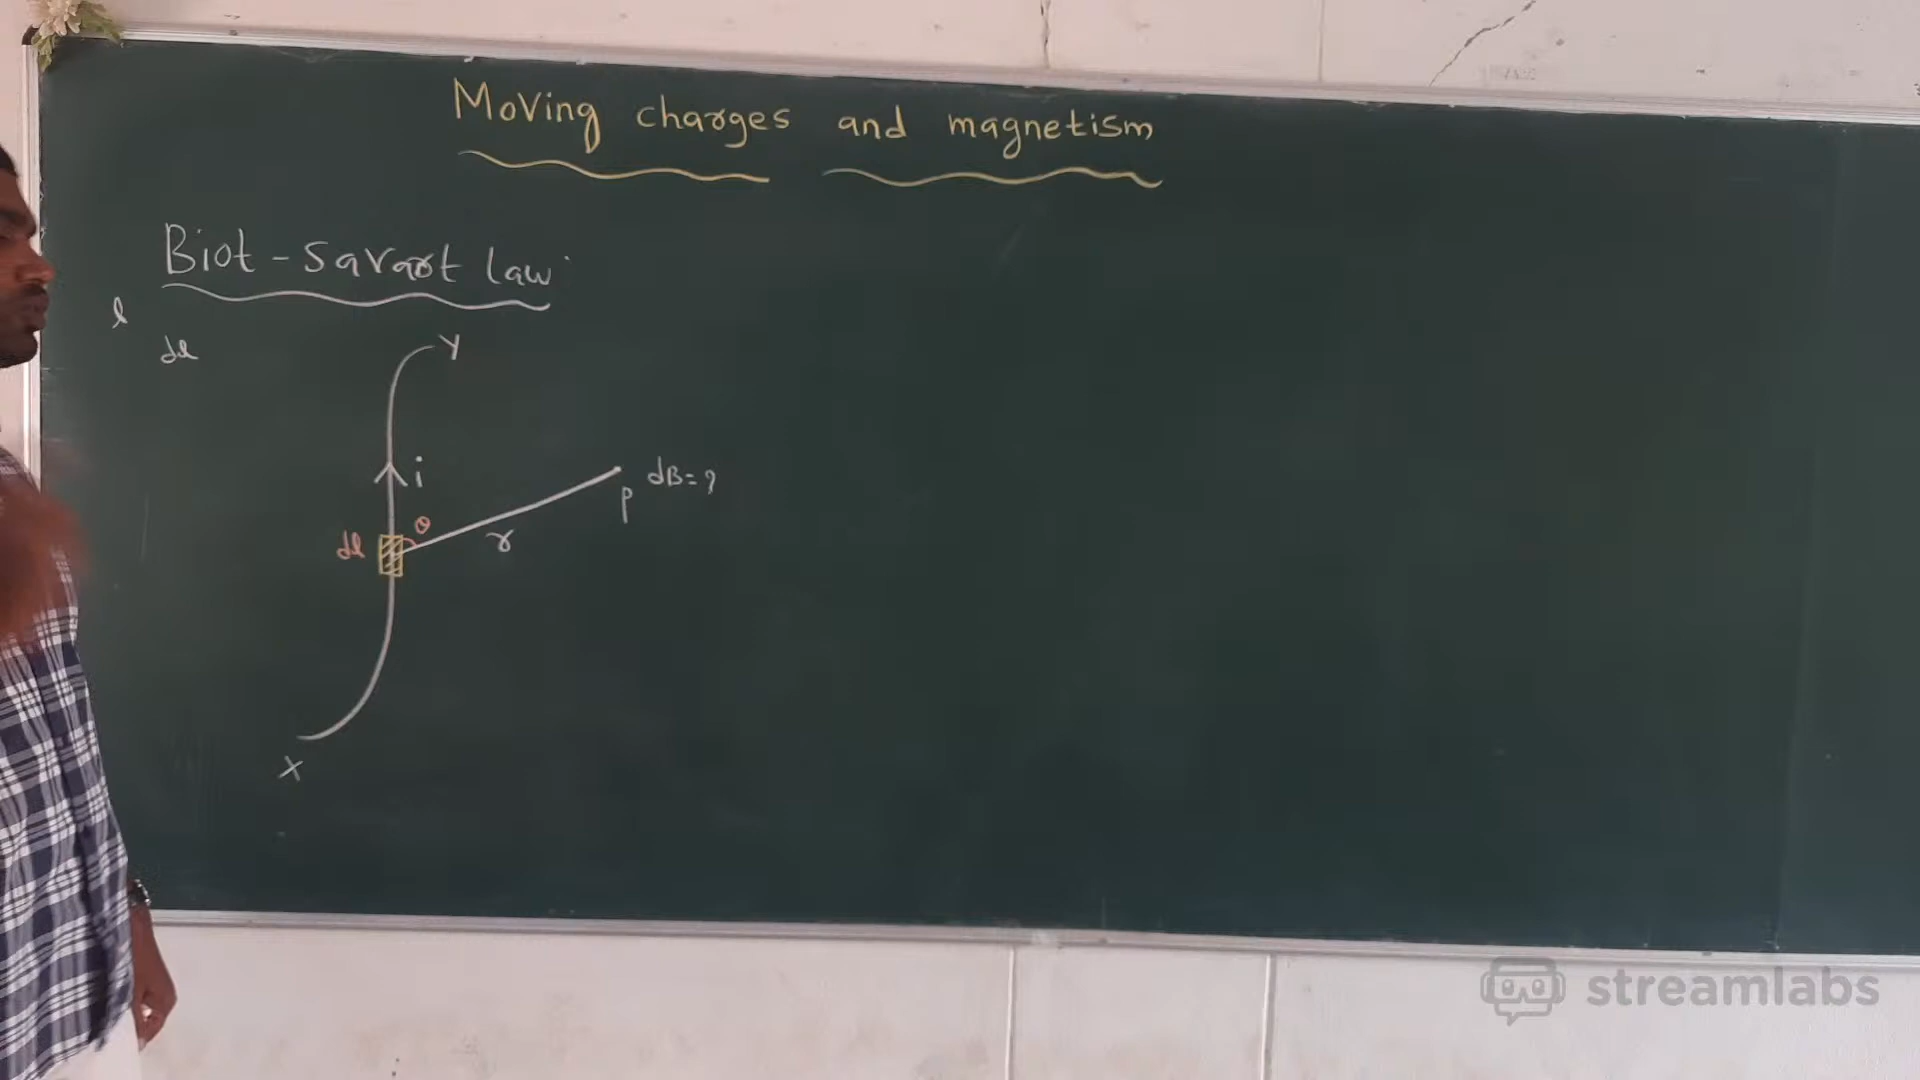 Moving charges and magnetism
Biot-savart law
l
dl
Y
i
dB=?
P
θ
r
dl
X
streamlabs